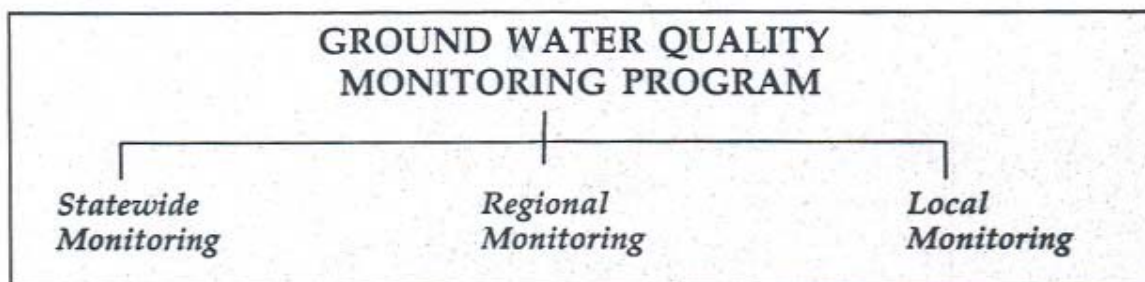 GROUND WATER QUALITY
MONITORING PROGRAM
Statewide
Monitoring
Regional
Monitoring
Local
Monitoring